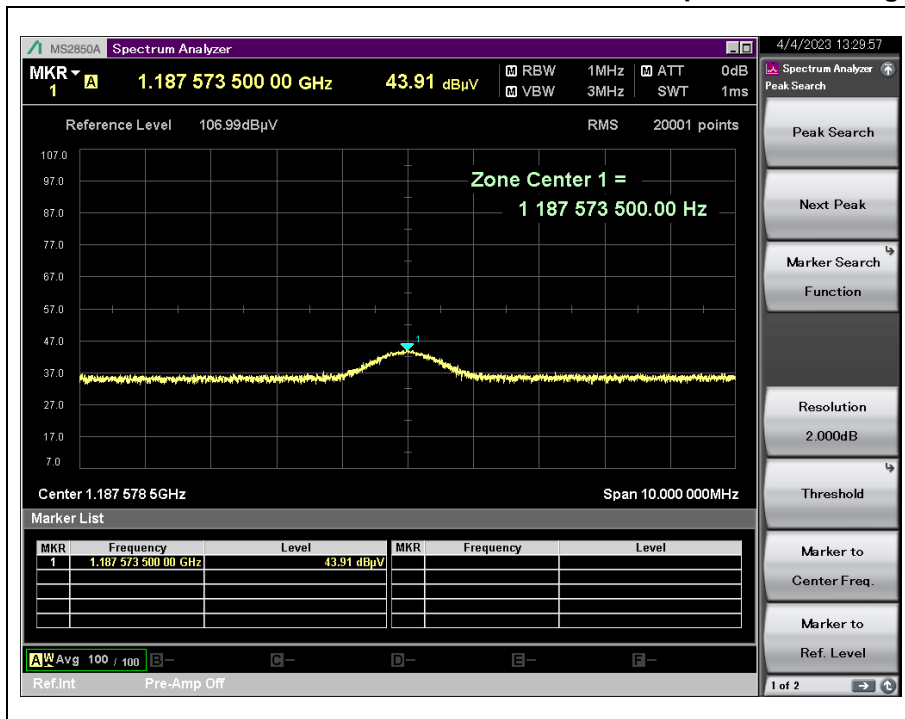 MS2850A Spectrum Analyzer
4/4/2023 13:29:57
MKR 1 A 1.187 573 500 00 GHz 43.91 dBµV
M RBW 1MHz M ATT 0dB
M VBW 3MHz SWT 1ms
Reference Level 106.99dBµV RMS 20001 points
107.0
97.0
87.0
77.0
67.0
57.0
47.0
37.0
27.0
17.0
7.0
Zone Center 1 =
1 187 573 500.00 Hz
1
Center 1.187 578 5GHz Span 10.000 000MHz
Marker List
MKR Frequency Level MKR Frequency Level
1 1.187 573 500 00 GHz 43.91 dBµV
A W Avg 100 / 100 B- C- D- E- F-
Ref.Int Pre-Amp Off
Spectrum Analyzer
Peak Search
Peak Search
Next Peak
Marker Search
Function
Resolution
2.000dB
Threshold
Marker to
Center Freq.
Marker to
Ref. Level
1 of 2